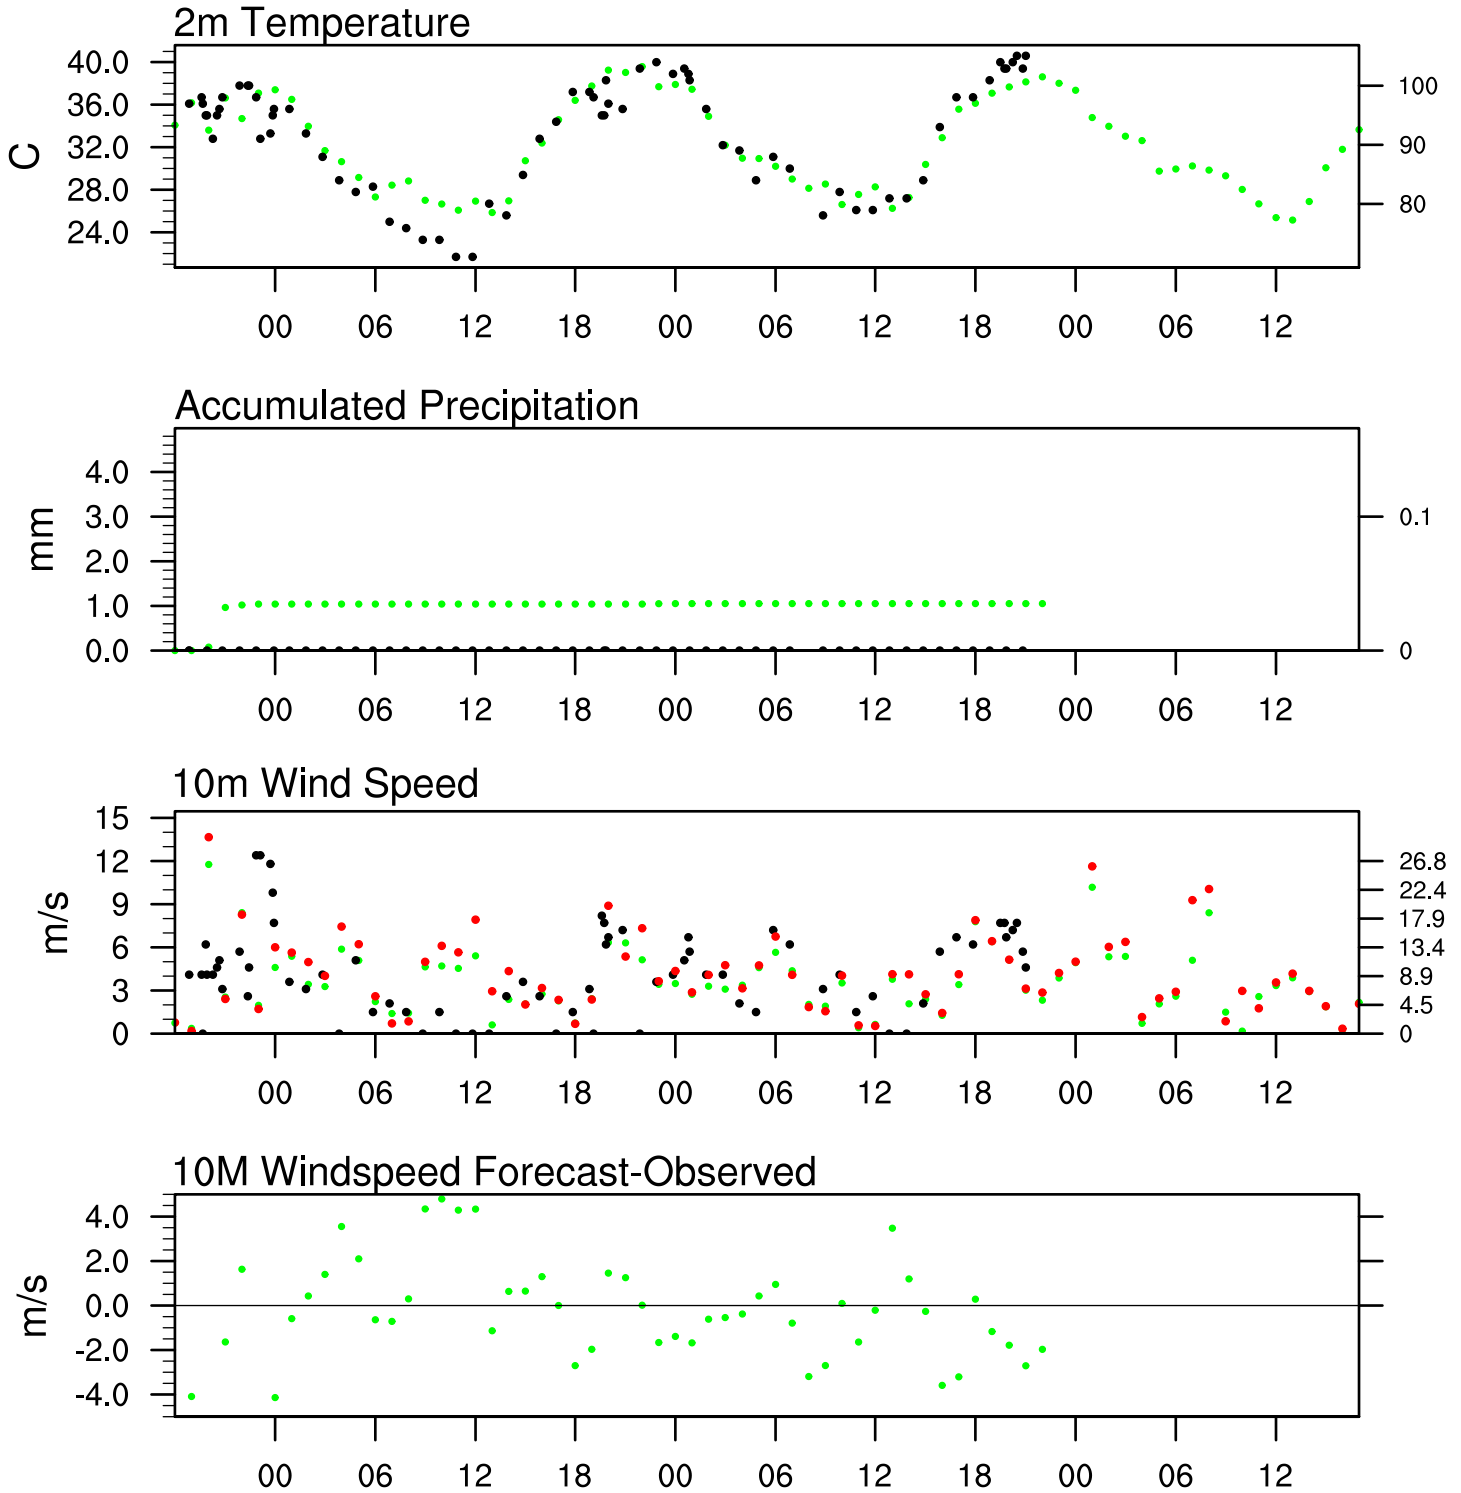 2m Temperature
40.0
36.0
32.0
28.0
24.0
C
100
90
80
00 06 12 18 00 06 12 18 00 06 12
Accumulated Precipitation
4.0
3.0
2.0
1.0
0.0
mm
0.1
0
00 06 12 18 00 06 12 18 00 06 12
10m Wind Speed
15
12
9
6
3
0
m/s
26.8
22.4
17.9
13.4
8.9
4.5
0
00 06 12 18 00 06 12 18 00 06 12
10M Windspeed Forecast-Observed
4.0
2.0
0.0
-2.0
-4.0
m/s
00 06 12 18 00 06 12 18 00 06 12